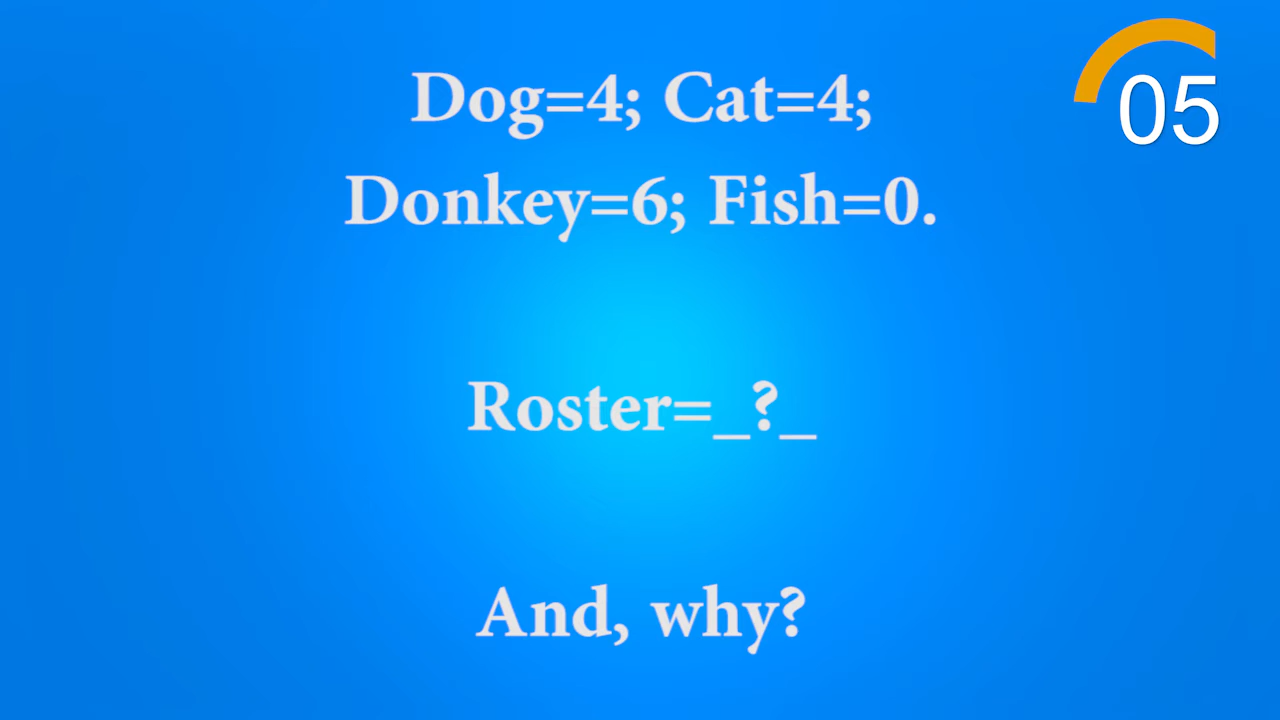 05
Dog=4; Cat=4;
Donkey=6; Fish=0.
Roster=_?_
And, why?